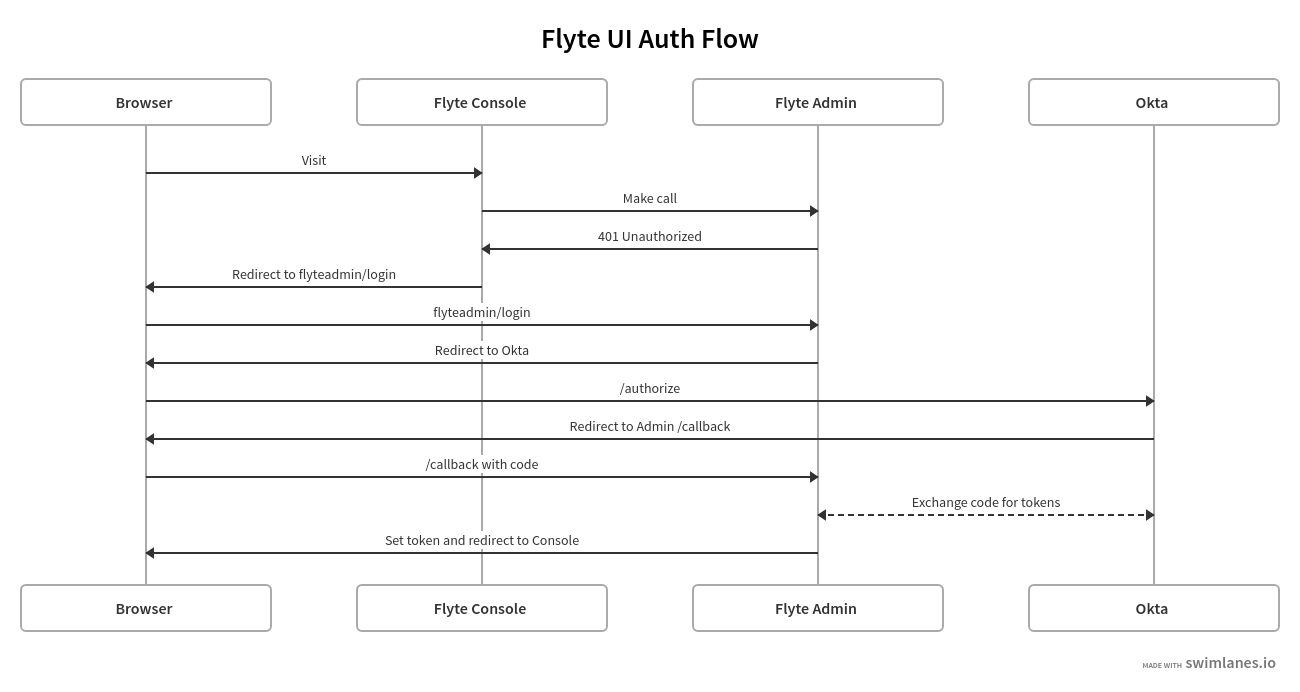 Flyte UI Auth Flow
Browser
Flyte Console
Flyte Admin
Okta
Visit
Make call
401 Unauthorized
Redirect to flyteadmin/login
flyteadmin/login
Redirect to Okta
/authorize
Redirect to Admin /callback
/callback with code
Exchange code for tokens
Set token and redirect to Console
Browser
Flyte Console
Flyte Admin
Okta
MADE WITH swimlanes.io